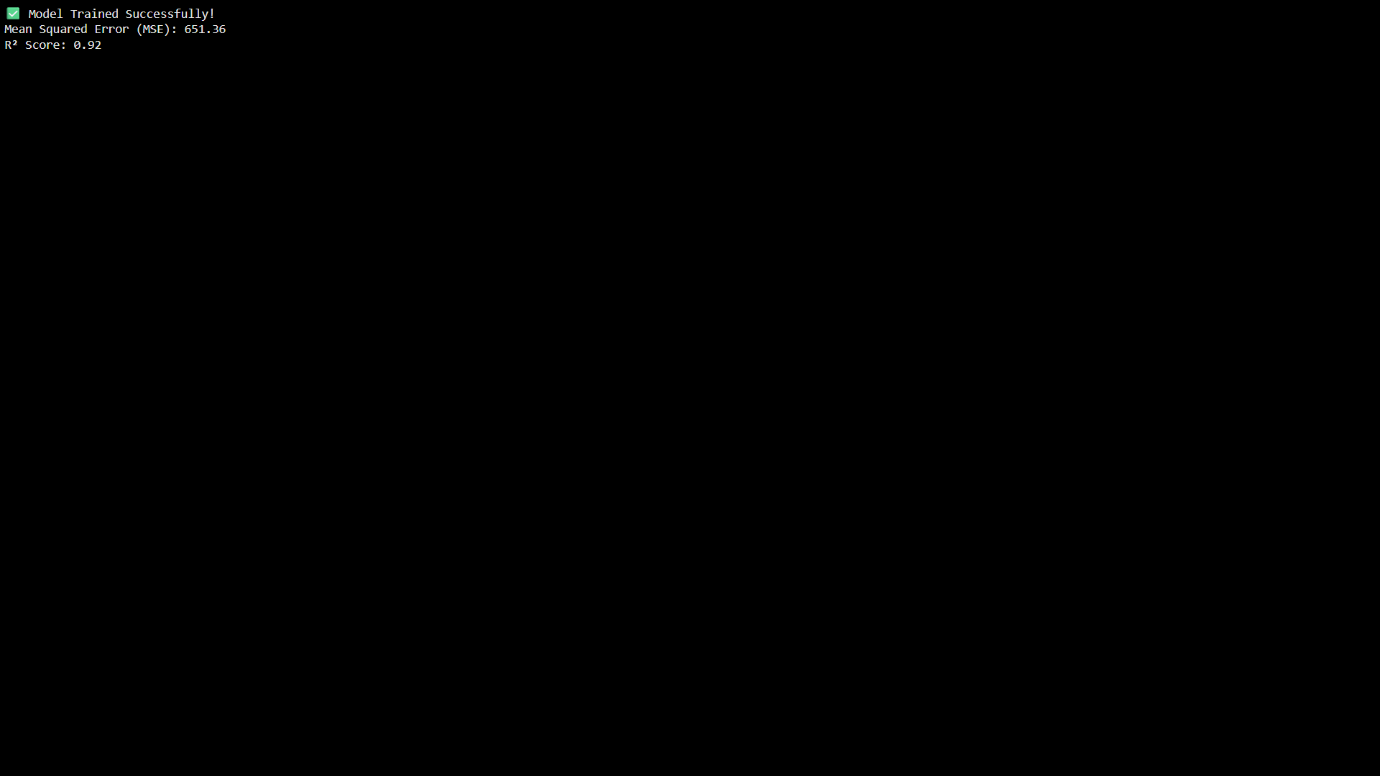 ✅ Model Trained Successfully!
Mean Squared Error (MSE): 651.36
R² Score: 0.92